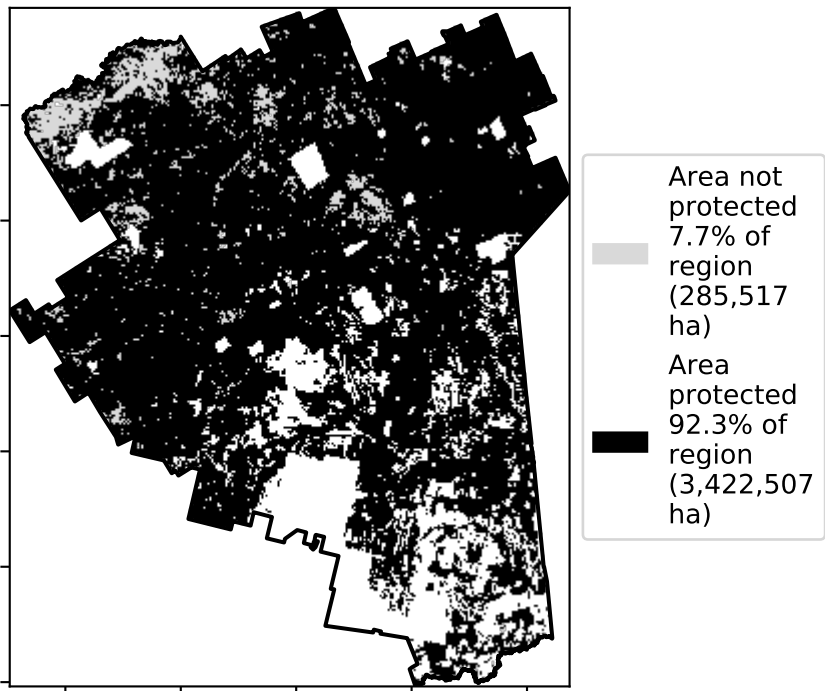 Area not
protected
7.7% of
region
(285,517
ha)
Area
protected
92.3% of
region
(3,422,507
ha)